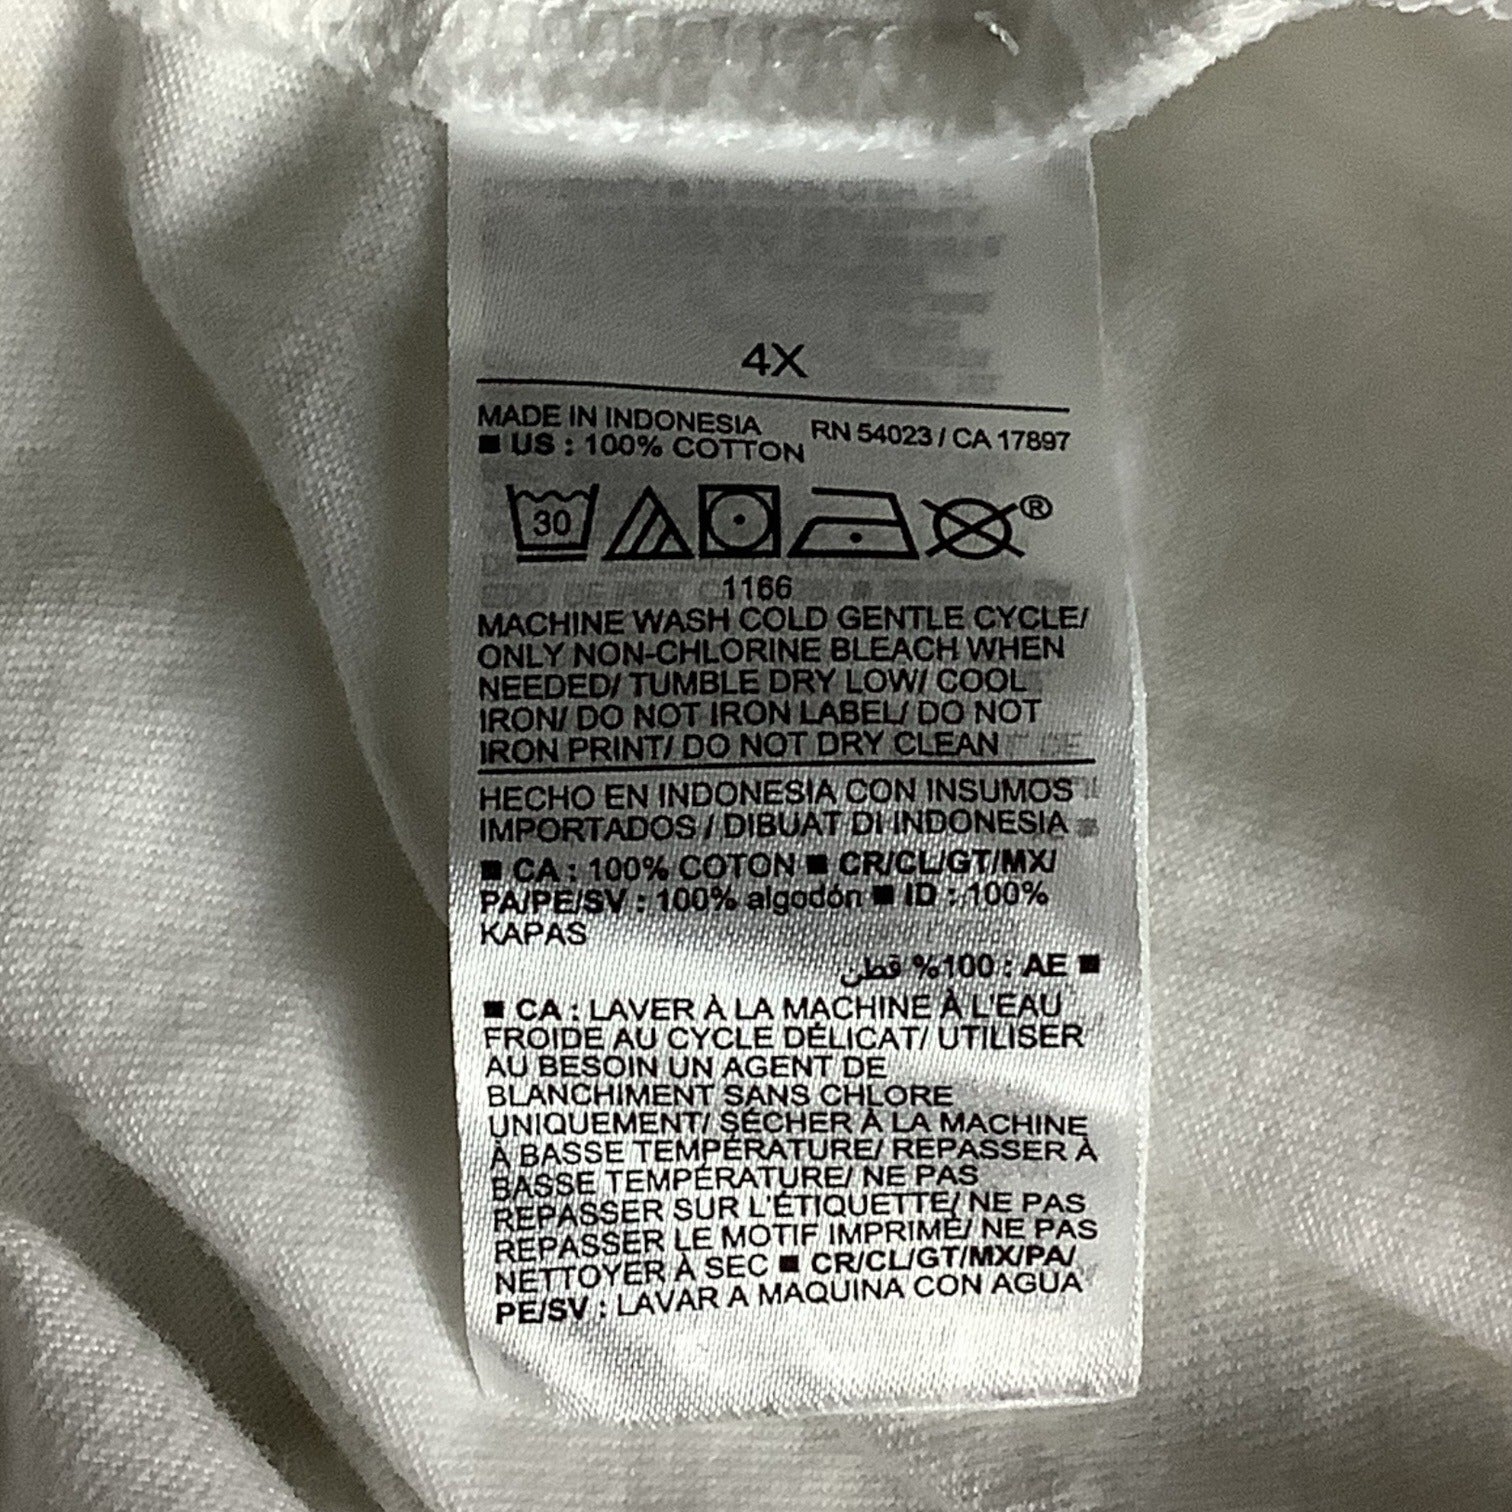 4X
MADE IN INDONESIA RN 54023 / CA 17897
■ US : 100% COTTON
30 ®
1166
MACHINE WASH COLD GENTLE CYCLE/
ONLY NON-CHLORINE BLEACH WHEN
NEEDED/ TUMBLE DRY LOW/ COOL
IRON/ DO NOT IRON LABEL/ DO NOT
IRON PRINT/ DO NOT DRY CLEAN
HECHO EN INDONESIA CON INSUMOS
IMPORTADOS / DIBUAT DI INDONESIA
■ CA : 100% COTON ■ CR/CL/GT/MX/
PA/PE/SV : 100% algodón ■ ID : 100%
KAPAS
■ AE : 100% قطن
■ CA : LAVER À LA MACHINE À L'EAU
FROIDE AU CYCLE DÉLICAT/ UTILISER
AU BESOIN UN AGENT DE
BLANCHIMENT SANS CHLORE
UNIQUEMENT/ SÉCHER À LA MACHINE
À BASSE TEMPÉRATURE/ REPASSER À
BASSE TEMPÉRATURE/ NE PAS
REPASSER SUR L'ÉTIQUETTE/ NE PAS
REPASSER LE MOTIF IMPRIMÉ/ NE PAS
NETTOYER À SEC ■ CR/CL/GT/MX/PA/
PE/SV : LAVAR A MAQUINA CON AGUA